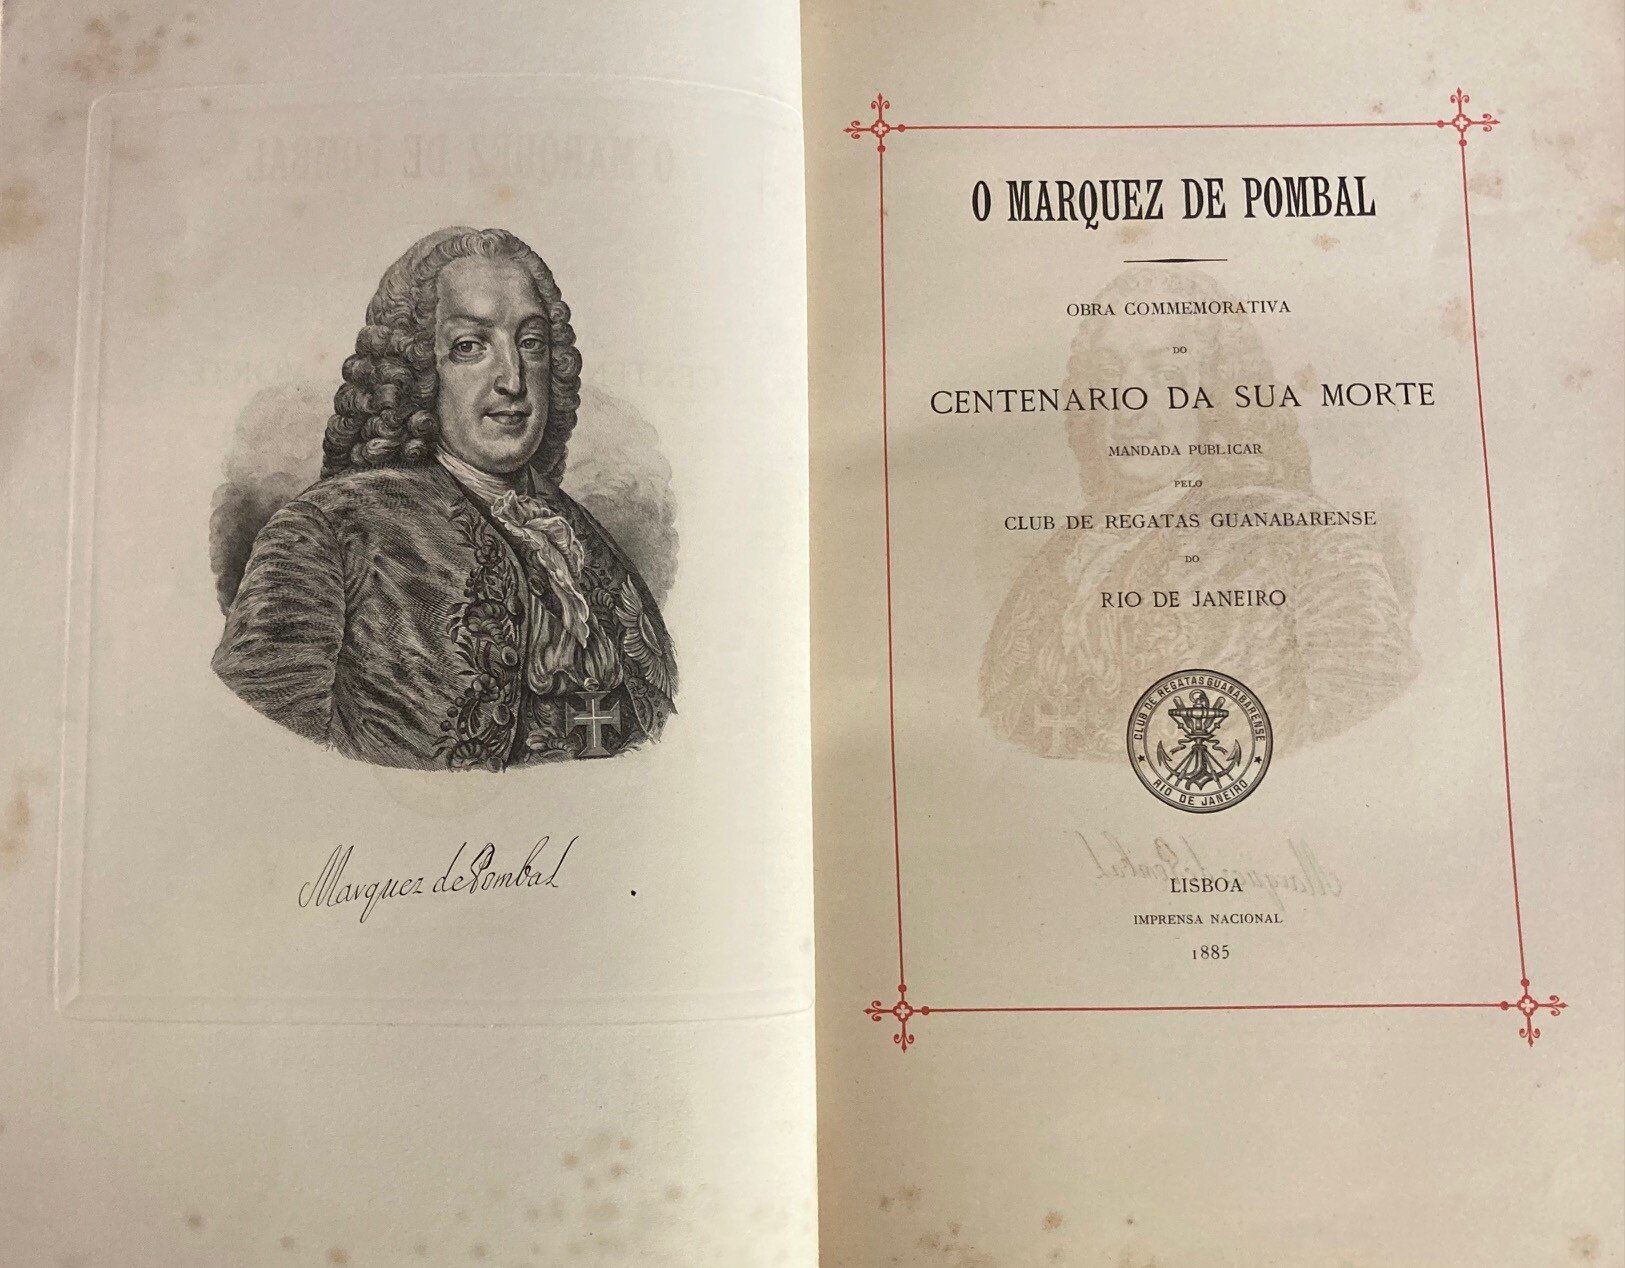 Marquez de Pombal
O MARQUEZ DE POMBAL
OBRA COMMEMORATIVA
DO
CENTENARIO DA SUA MORTE
MANDADA PUBLICAR
PELO
CLUB DE REGATAS GUANABARENSE
DO
RIO DE JANEIRO
CLUB DE REGATAS GUANABARENSE
RIO DE JANEIRO
LISBOA
IMPRENSA NACIONAL
1885